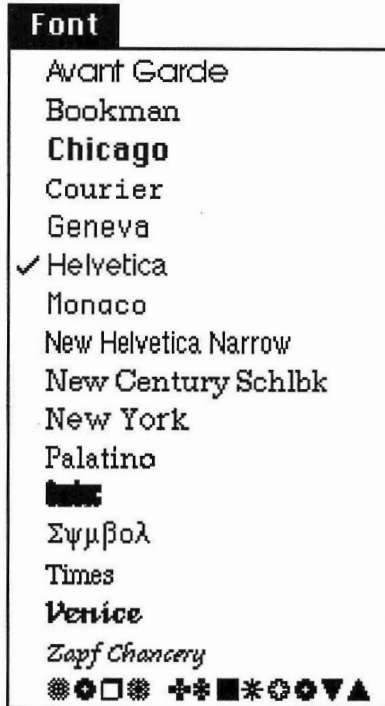 Font
Avant Garde
Bookman
Chicago
Courier
Geneva
✓ Helvetica
Monaco
New Helvetica Narrow
New Century Schlbk
New York
Palatino
Σψμβολ
Times
Venice
Zapf Chancery